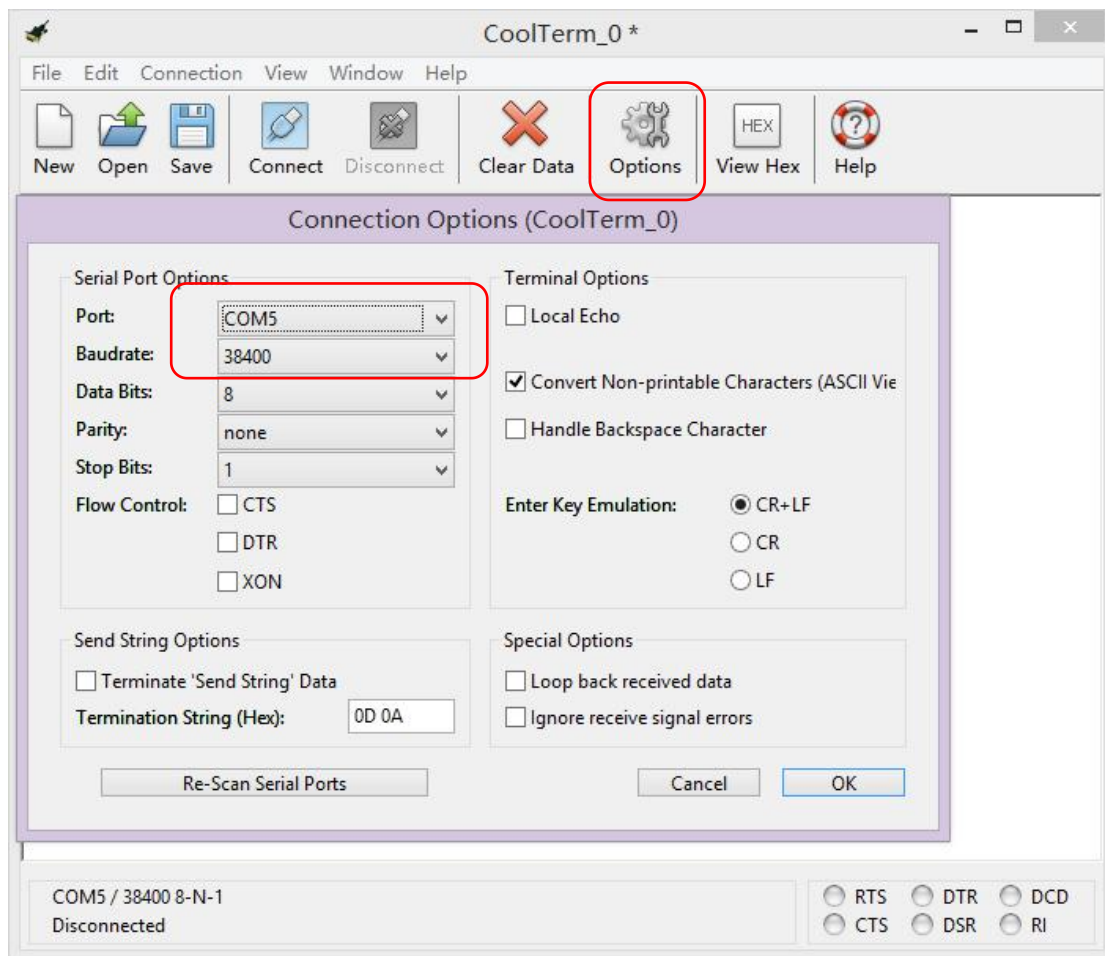 CoolTerm_0 *
File Edit Connection View Window Help
HEX
New Open Save Connect Disconnect Clear Data Options View Hex Help
Connection Options (CoolTerm_0)
Serial Port Options
Port: COM5
Baudrate: 38400
Data Bits: 8
Parity: none
Stop Bits: 1
Flow Control: CTS
DTR
XON
Terminal Options
Local Echo
Convert Non-printable Characters (ASCII Vie
Handle Backspace Character
Enter Key Emulation: CR+LF
CR
LF
Send String Options
Terminate 'Send String' Data
Termination String (Hex): 0D 0A
Special Options
Loop back received data
Ignore receive signal errors
Re-Scan Serial Ports
Cancel OK
COM5 / 38400 8-N-1
Disconnected
RTS DTR DCD
CTS DSR RI